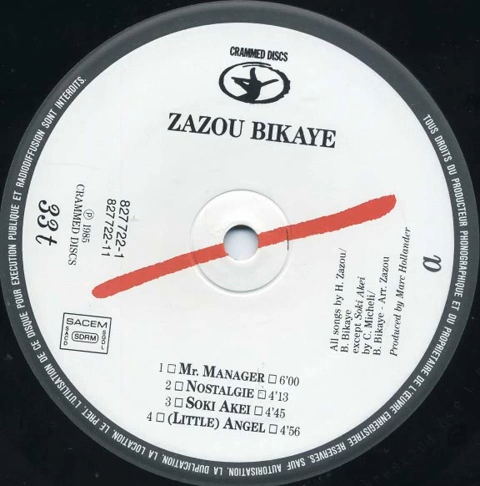 CRAMMED DISCS
ZAZOU BIKAYE
827722-1
827722-11
℗ 1985
CRAMMED DISCS
33t
SACEM
SACD
SDRM
SGDL
a
All songs by H. Zazou/
B. Bikaye
except Soki Akei
by C. Micheli/
B. Bikaye - Arr. Zazou
Produced by Marc Hollander
1 □ MR. MANAGER □ 6'00
2 □ NOSTALGIE □ 4'13
3 □ SOKI AKEI □ 4'45
4 □ (LITTLE) ANGEL □ 4'56
TOUS DROITS DU PRODUCTEUR PHONOGRAPHIQUE ET DU PROPRIETAIRE DE L'ŒUVRE ENREGISTREE RESERVES. SAUF AUTORISATION, LA DUPLICATION, LA LOCATION, LE PRET, L'UTILISATION DE CE DISQUE POUR EXECUTION PUBLIQUE ET RADIODIFFUSION SONT INTERDITS.